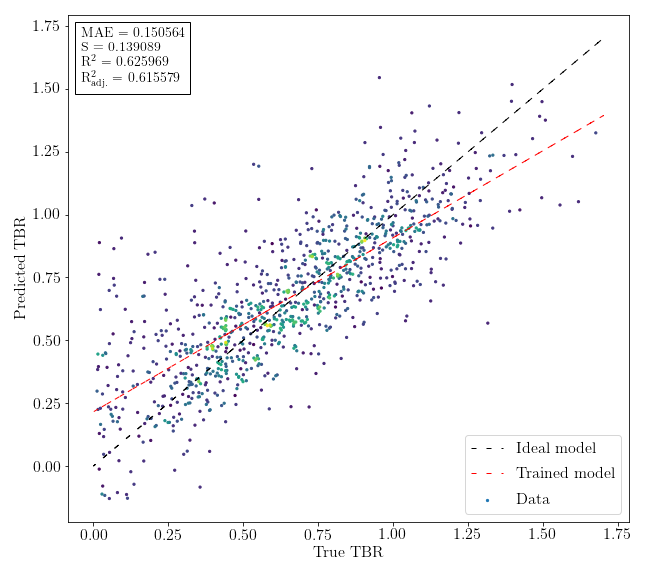 MAE = 0.150564
S = 0.139089
R² = 0.625969
R²adj. = 0.615579
1.75
1.50
1.25
1.00
0.75
0.50
0.25
0.00
Predicted TBR
Ideal model
Trained model
Data
0.00 0.25 0.50 0.75 1.00 1.25 1.50 1.75
True TBR